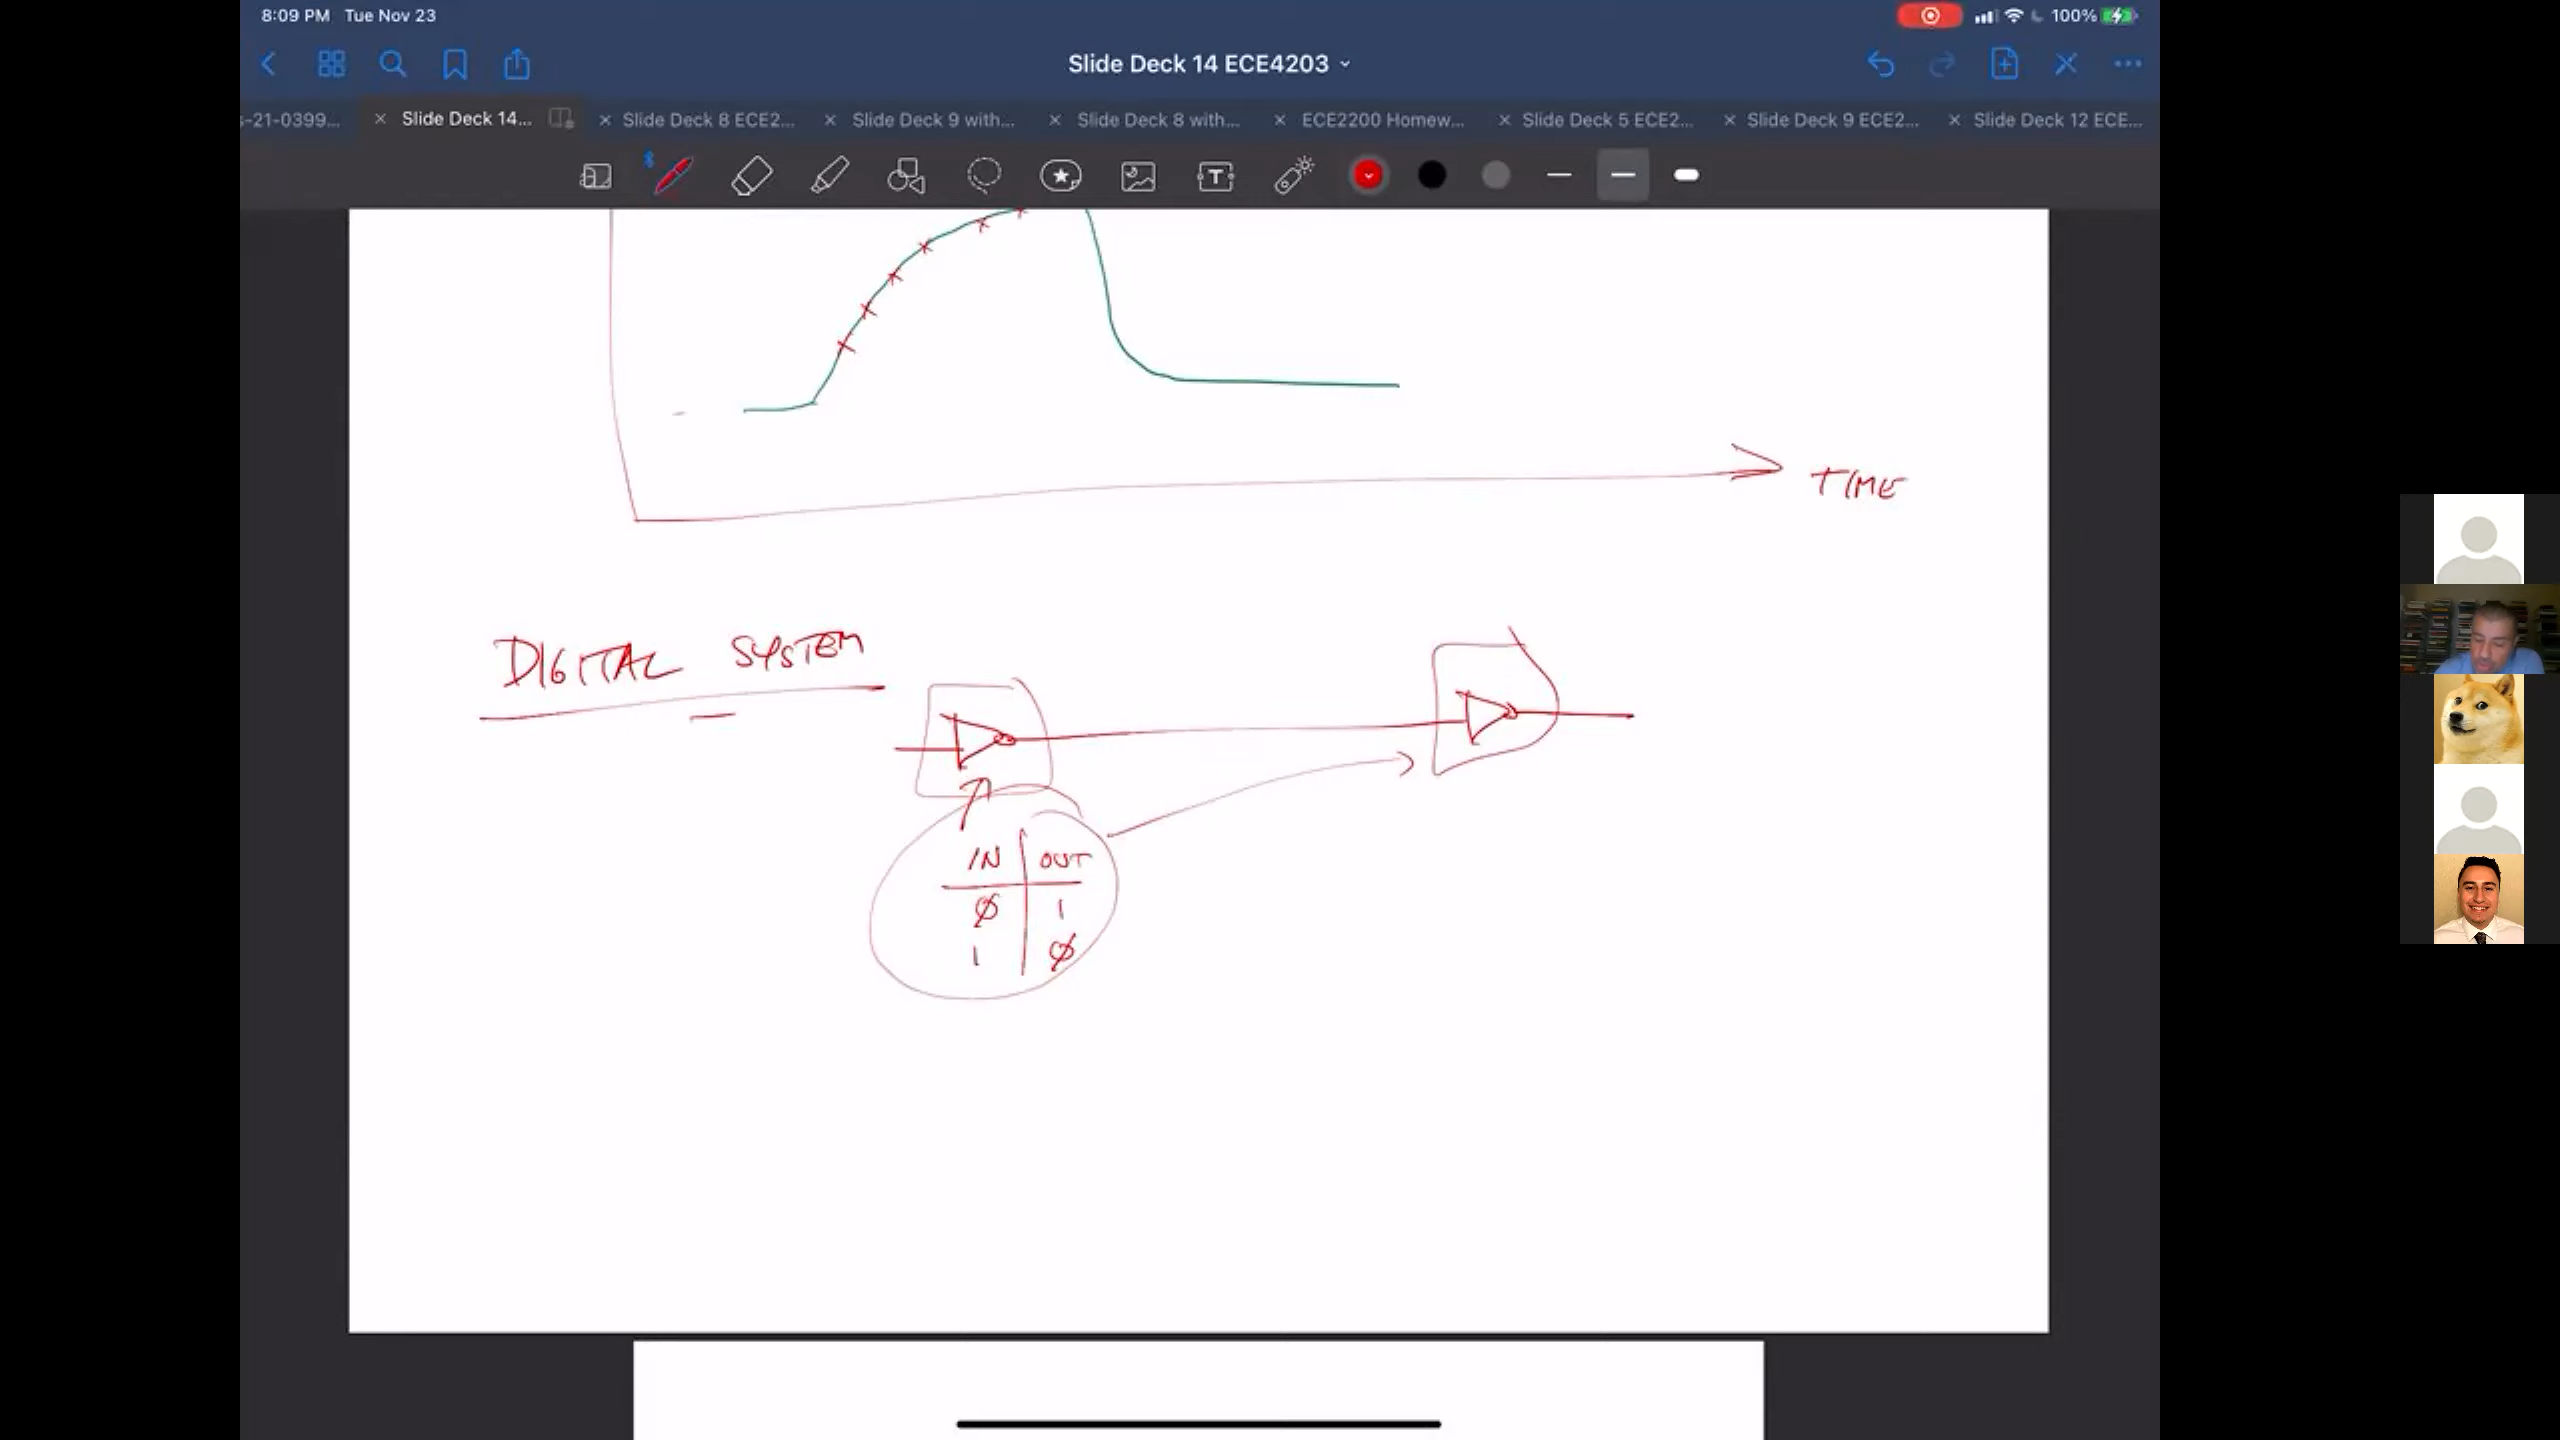 8:09 PM Tue Nov 23
100%
Slide Deck 14 ECE4203
s-21-0399...
Slide Deck 14...
Slide Deck 8 ECE2...
Slide Deck 9 with...
Slide Deck 8 with...
ECE2200 Homew...
Slide Deck 5 ECE2...
Slide Deck 9 ECE2...
Slide Deck 12 ECE...
TIME
DIGITAL SYSTEM
IN OUT
Ø 1
1 Ø